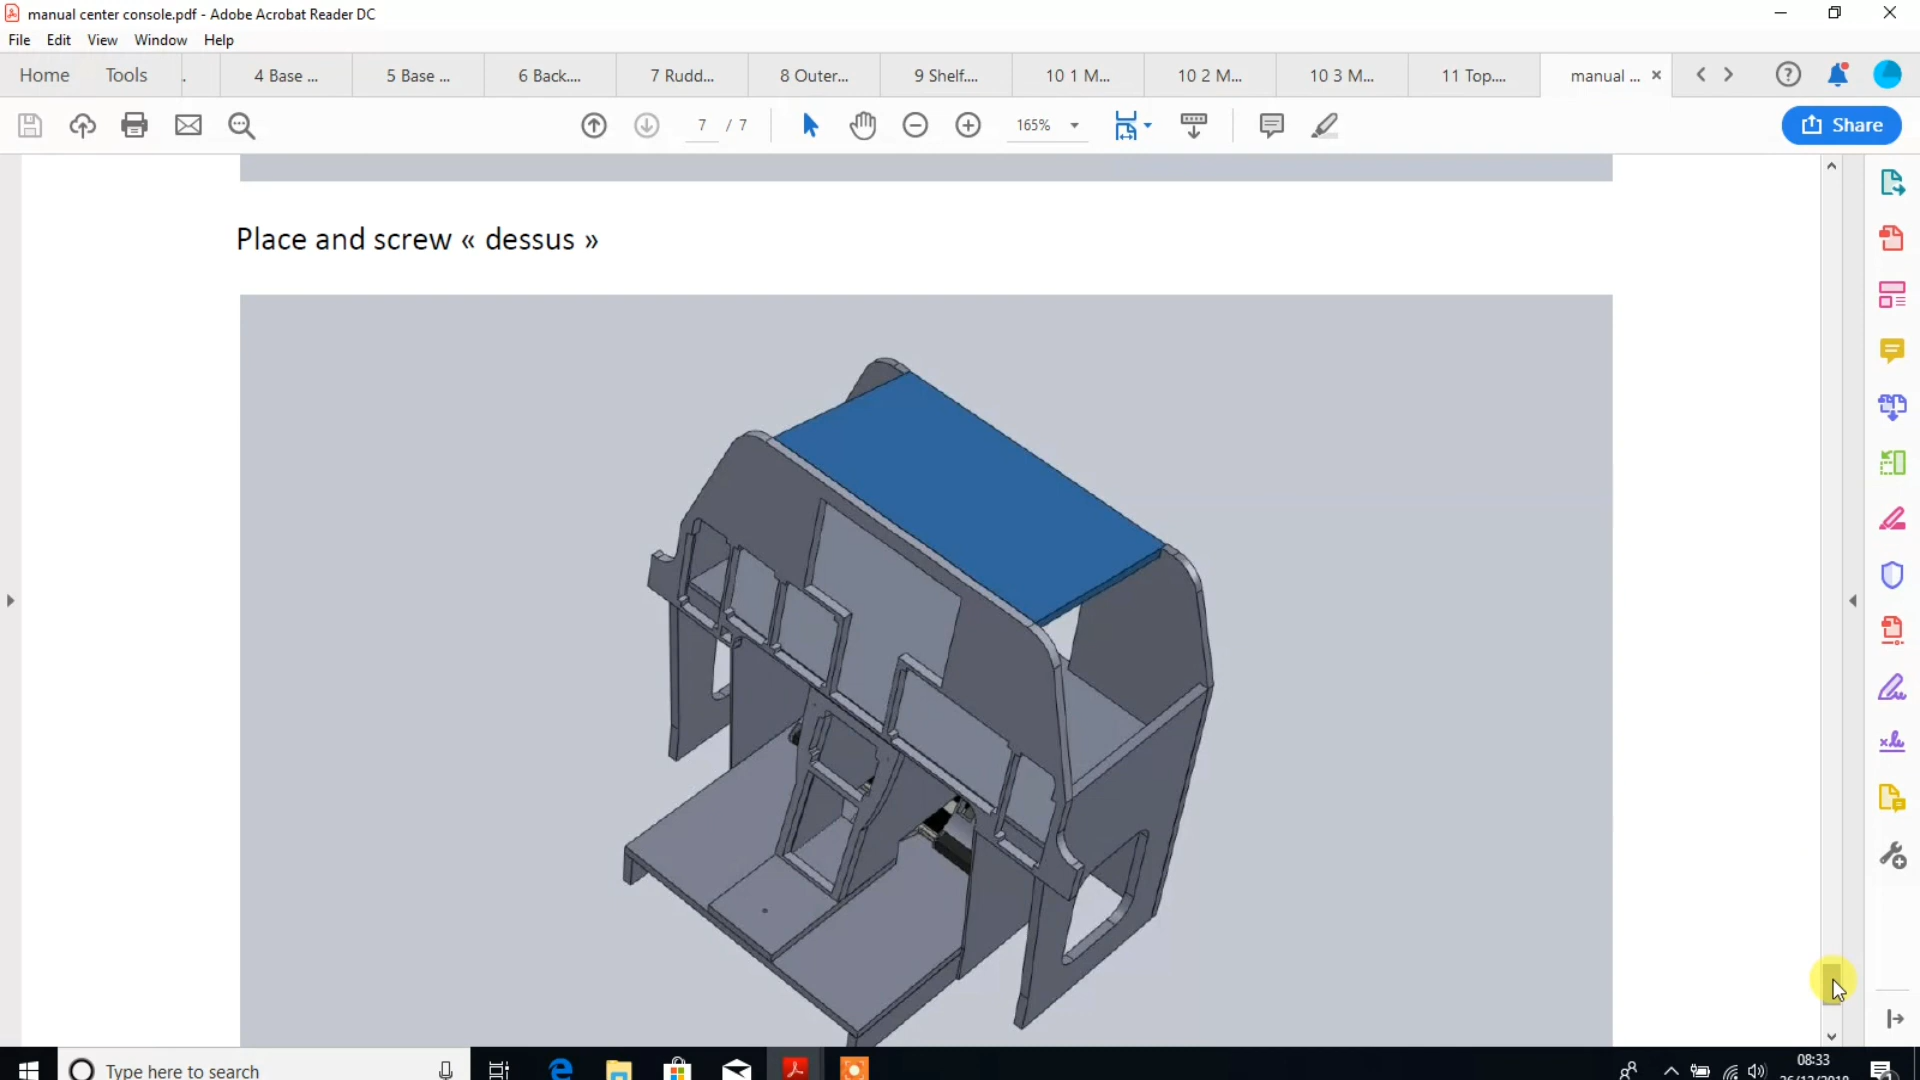 manual center console.pdf - Adobe Acrobat Reader DC
File Edit View Window Help
Home Tools . 4 Base ... 5 Base ... 6 Back.... 7 Rudd... 8 Outer... 9 Shelf.... 10 1 M... 10 2 M... 10 3 M... 11 Top.... manual ...
7 / 7 165% Share
Place and screw « dessus »
Type here to search
08:33